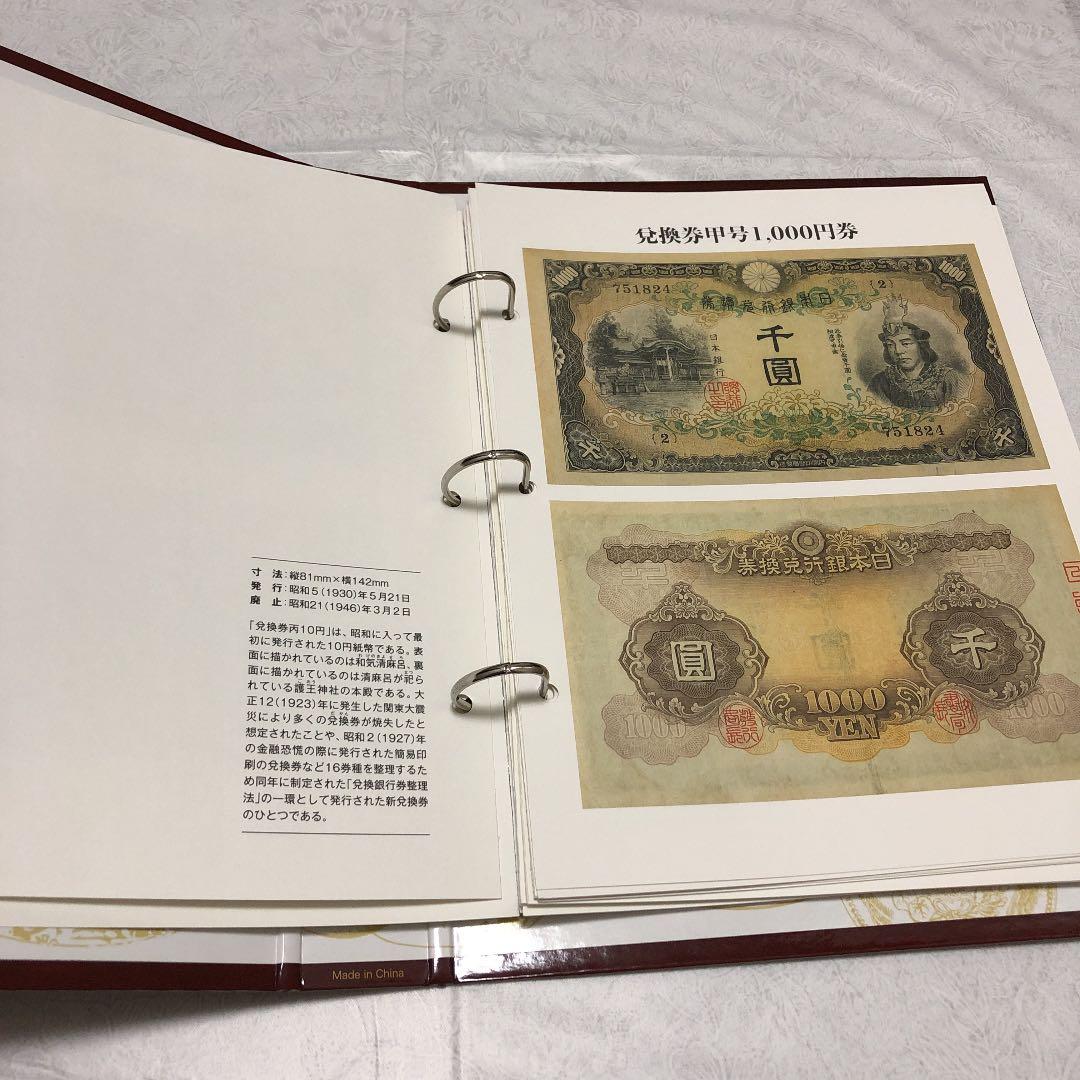 寸 法：縦81mm×横142mm
発 行：昭和5(1930)年5月21日
廃 止：昭和21(1946)年3月2日
「兌換券丙10円」は、昭和に入って最
初に発行された10円紙幣である。表
面に描かれているのは和気清麻呂、裏
面に描かれているのは清麻呂が祀ら
れている護王神社の本殿である。大
正12(1923)年に発生した関東大震
災により多くの兌換券が焼失したと
想定されたことや、昭和2(1927)年
の金融恐慌の際に発行された簡易印
刷の兌換券など16券種を整理するた
め同年に制定された「兌換銀行券整理
法」の一環として発行された新兌換券
のひとつである。
Made in China
兌換券甲号1,000円券
1000
1000
751824
(2)
券換兌行銀本日
千
圓
日本銀行
(2)
751824
千
千
券換兌行銀本日
圓
千
1000
YEN
1000
1000